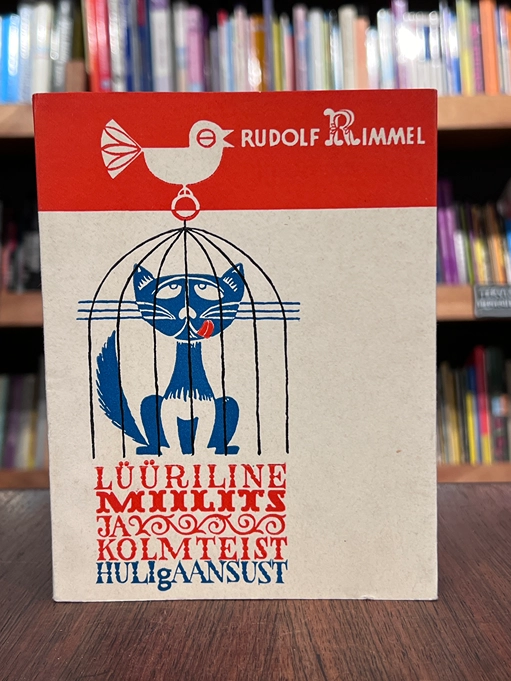 RUDOLF RIMMEL
LÜÜRILINE
MIILITS
JA
KOLMTEIST
HULIgAANSUST